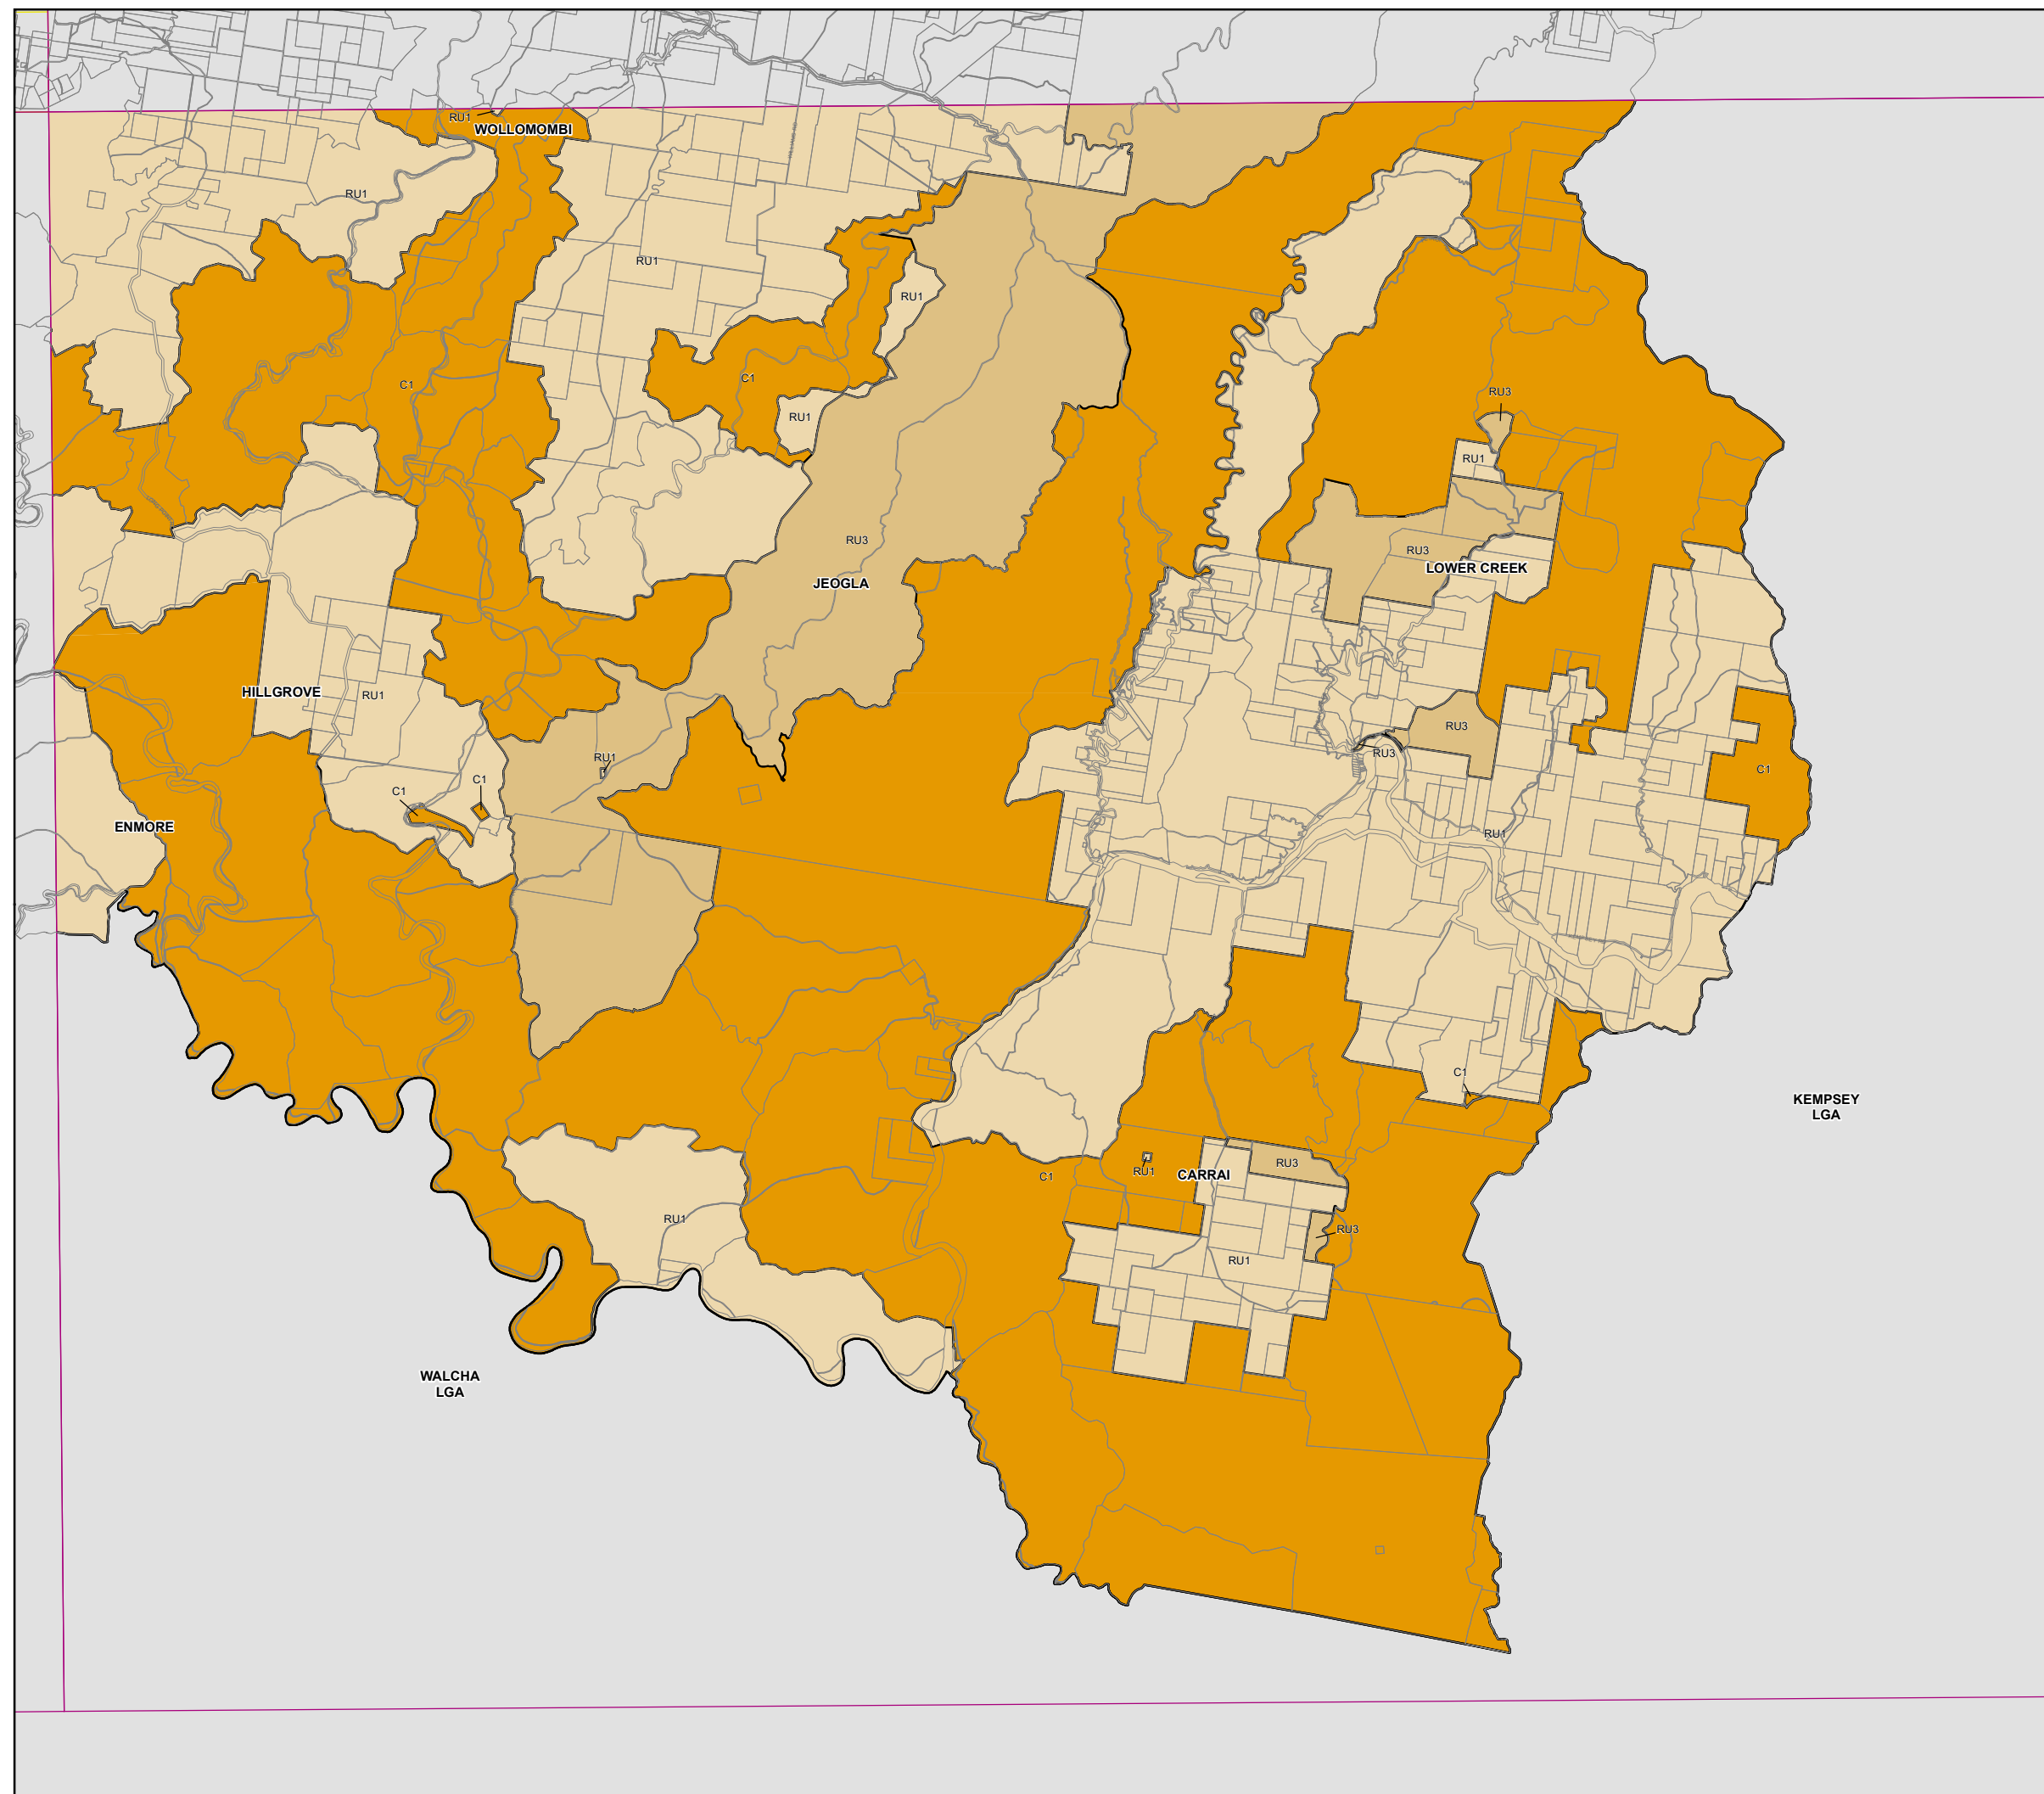 RU1
WOLLOMOMBI
RU1
RU1
RU1
C1
C1
RU3
RU1
RU1
RU3
RU3
LOWER CREEK
JEOGLA
HILLGROVE
RU1
RU3
RU3
RU1
C1
C1
C1
ENMORE
RU1
C1
KEMPSEY
LGA
RU1
CARRAI
RU3
C1
RU1
RU3
RU1
WALCHA
LGA